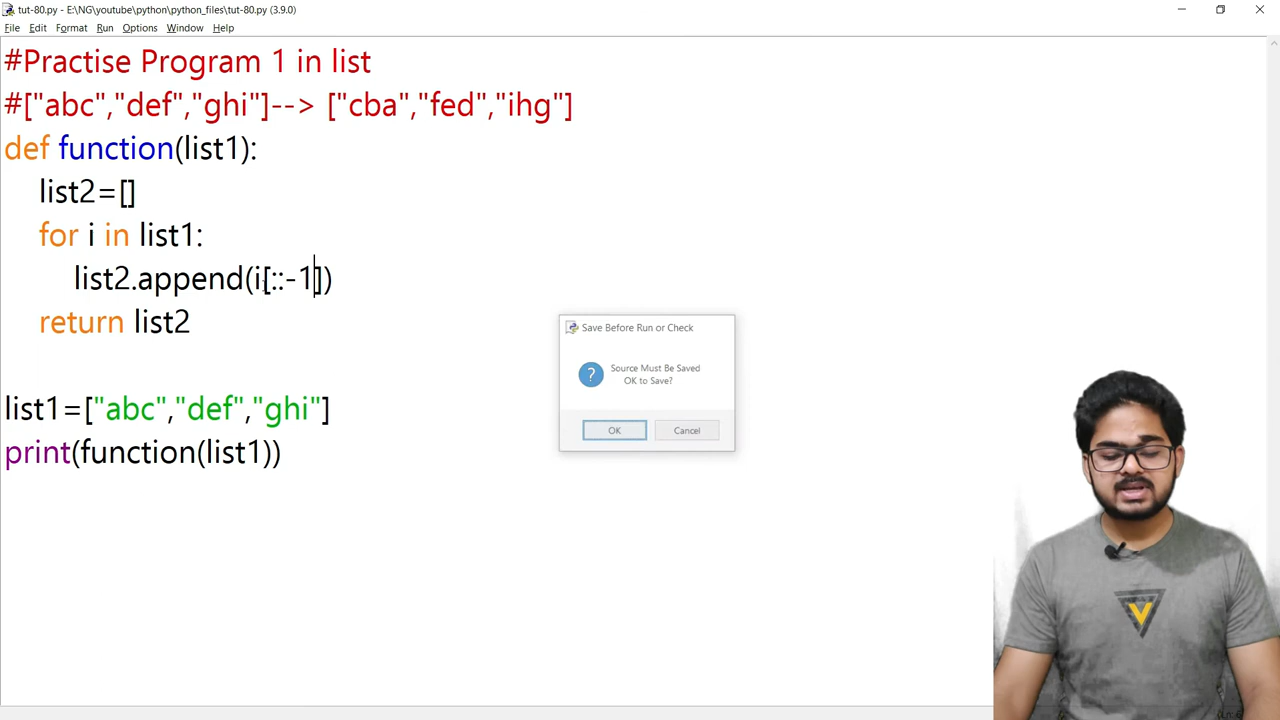 tut-80.py - E:\NG\youtube\python\python_files\tut-80.py (3.9.0)
File Edit Format Run Options Window Help
#Practise Program 1 in list
#["abc","def","ghi"]--> ["cba","fed","ihg"]
def function(list1):
list2=[]
for i in list1:
list2.append(i[::-1])
return list2
list1=["abc","def","ghi"]
print(function(list1))
Save Before Run or Check
Source Must Be Saved
OK to Save?
OK Cancel